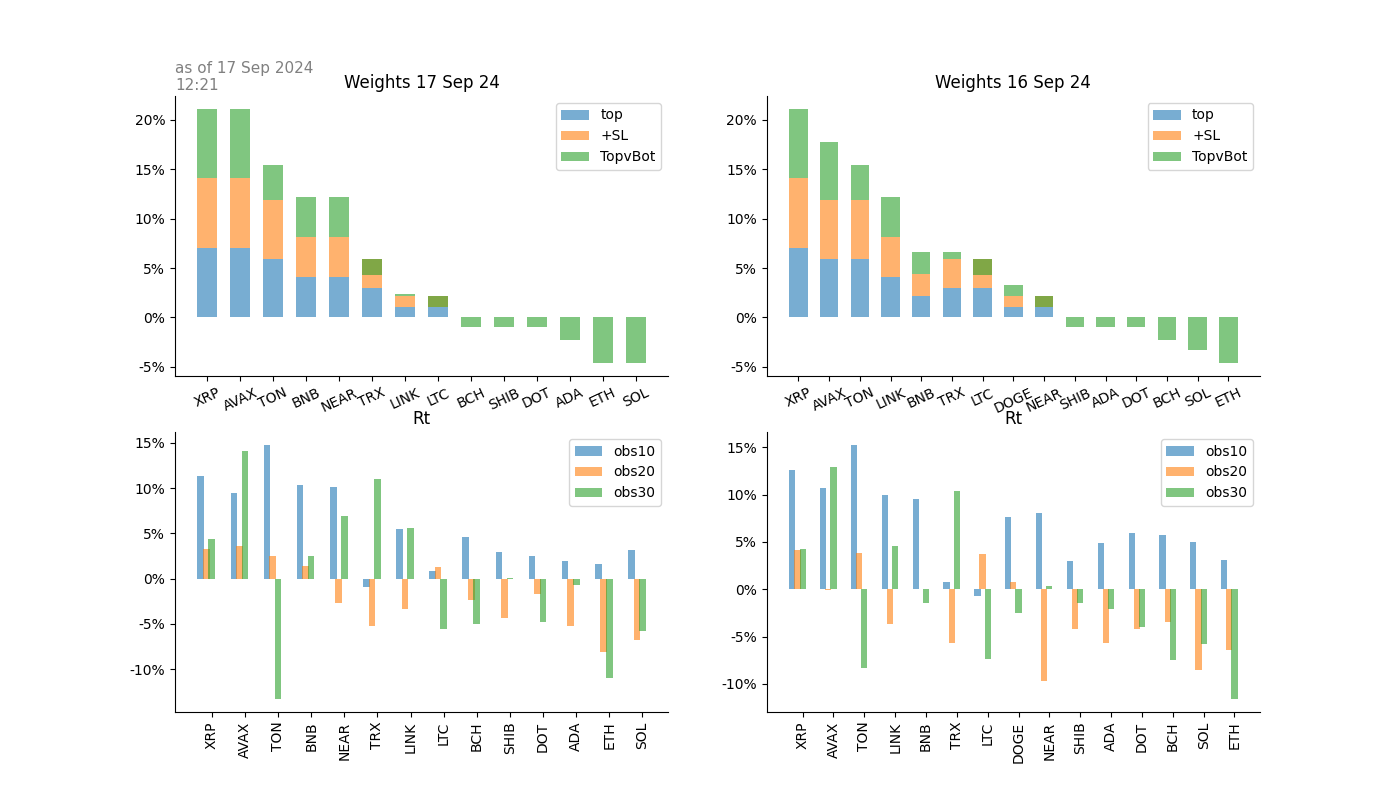 as of 17 Sep 2024
12:21
Weights 17 Sep 24
20%
15%
10%
5%
0%
-5%
top
+SL
TopvBot
XRP AVAX TON BNB NEAR TRX LINK LTC BCH SHIB DOT ADA ETH SOL
Weights 16 Sep 24
20%
15%
10%
5%
0%
-5%
top
+SL
TopvBot
XRP AVAX TON LINK BNB TRX LTC DOGE NEAR SHIB ADA DOT BCH SOL ETH
Rt
15%
10%
5%
0%
-5%
-10%
obs10
obs20
obs30
XRP AVAX TON BNB NEAR TRX LINK LTC BCH SHIB DOT ADA ETH SOL
Rt
15%
10%
5%
0%
-5%
-10%
obs10
obs20
obs30
XRP AVAX TON LINK BNB TRX LTC DOGE NEAR SHIB ADA DOT BCH SOL ETH